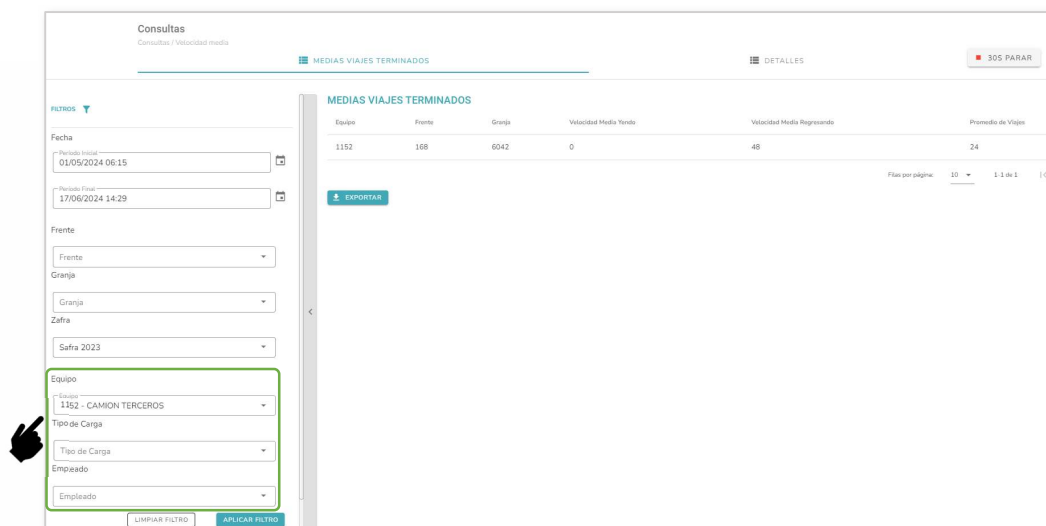 Consultas
Consultas / Velocidad media
MEDIAS VIAJES TERMINADOS
DETALLES
30S PARAR
FILTROS
Fecha
Período Inicial
01/05/2024 06:15
Período Final
17/06/2024 14:29
Frente
Frente
Granja
Granja
Zafra
Safra 2023
Equipo
Equipo
1152 - CAMION TERCEROS
Tipo de Carga
Tipo de Carga
Empleado
Empleado
LIMPIAR FILTRO
APLICAR FILTRO
MEDIAS VIAJES TERMINADOS
Equipo Frente Granja Velocidad Media Yendo Velocidad Media Regresando Promedio de Viajes
1152 168 6042 0 48 24
Filas por página: 10 1-1 de 1
EXPORTAR